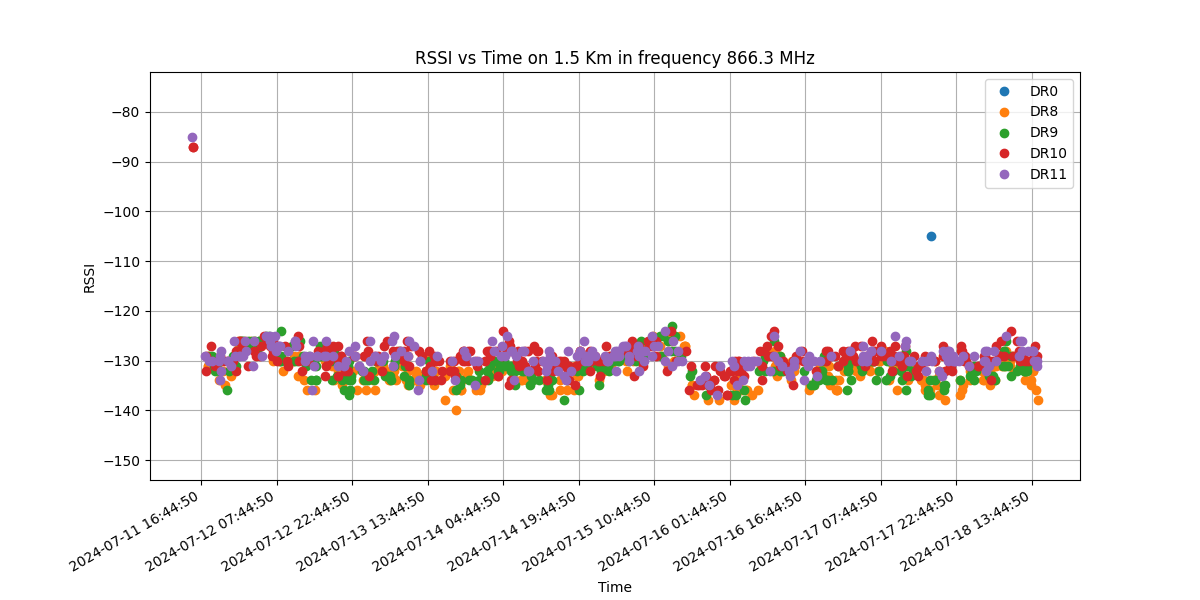 RSSI vs Time on 1.5 Km in frequency 866.3 MHz
DR0
DR8
DR9
DR10
DR11
−80
−90
−100
−110
−120
−130
−140
−150
RSSI
2024-07-11 16:44:50
2024-07-12 07:44:50
2024-07-12 22:44:50
2024-07-13 13:44:50
2024-07-14 04:44:50
2024-07-14 19:44:50
2024-07-15 10:44:50
2024-07-16 01:44:50
2024-07-16 16:44:50
2024-07-17 07:44:50
2024-07-17 22:44:50
2024-07-18 13:44:50
Time